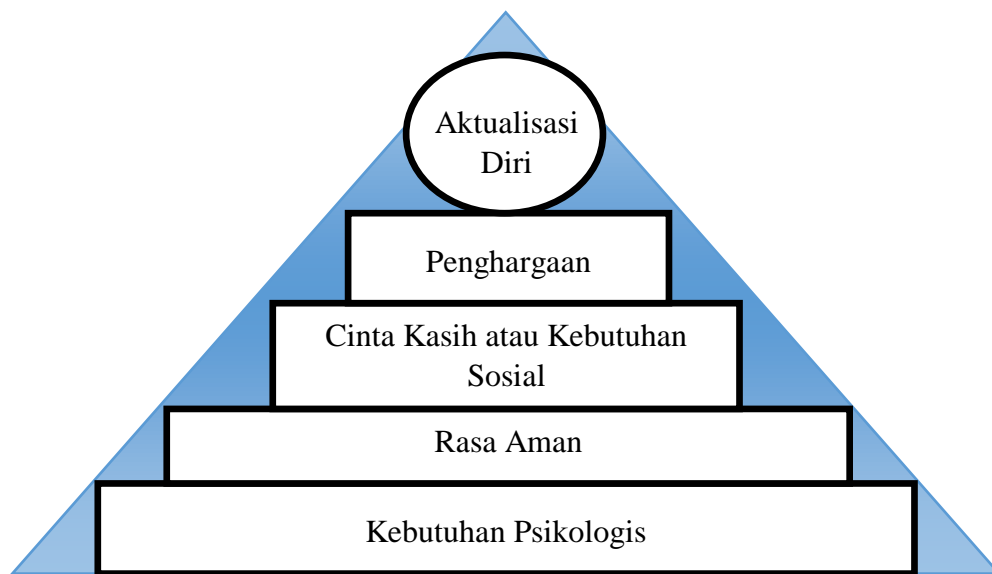 Aktualisasi
Diri
Penghargaan
Cinta Kasih atau Kebutuhan
Sosial
Rasa Aman
Kebutuhan Psikologis